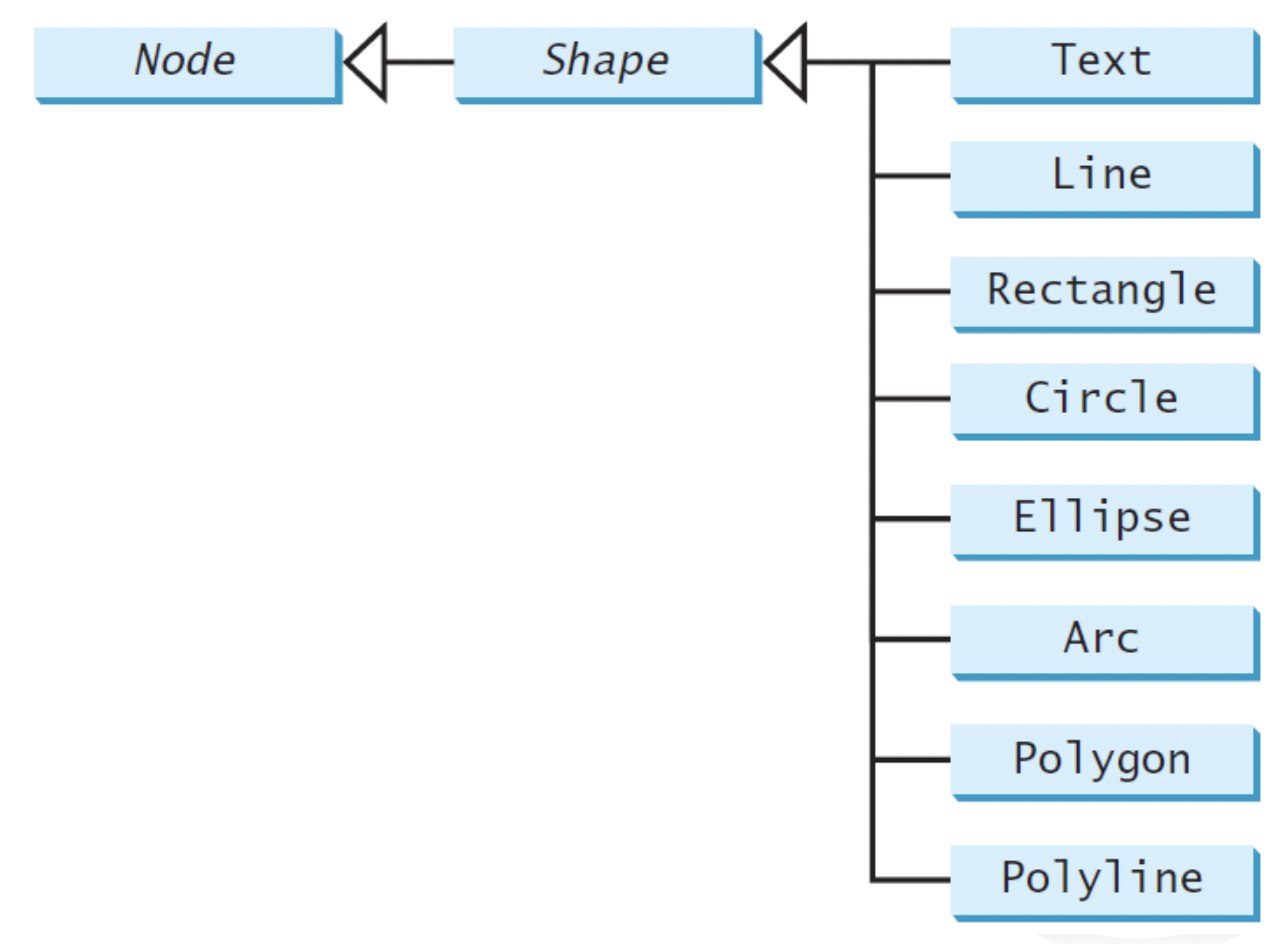 Node
Shape
Text
Line
Rectangle
Circle
Ellipse
Arc
Polygon
Polyline